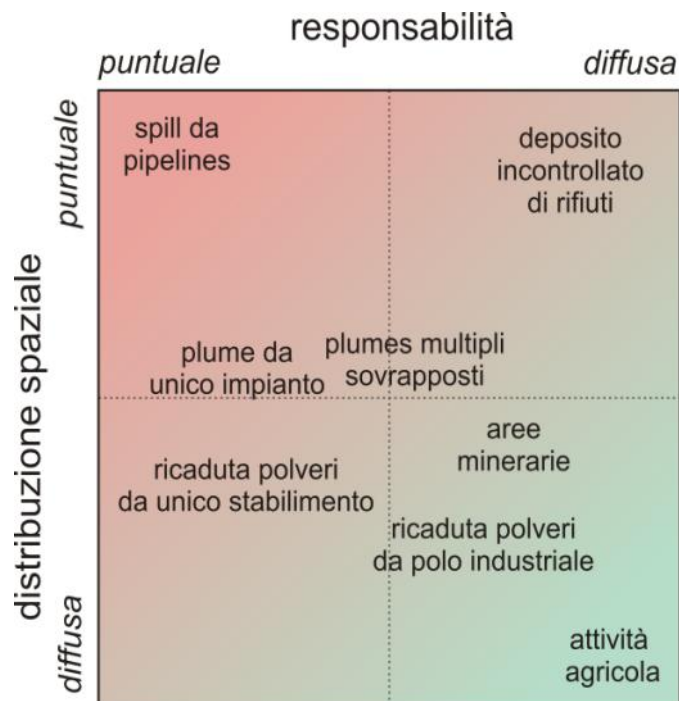 responsabilità
puntuale
diffusa
distribuzione spaziale
puntuale
diffusa
spill da
pipelines
deposito
incontrollato
di rifiuti
plume da
unico impianto
plumes multipli
sovrapposti
aree
minerarie
ricaduta polveri
da unico stabilimento
ricaduta polveri
da polo industriale
attività
agricola